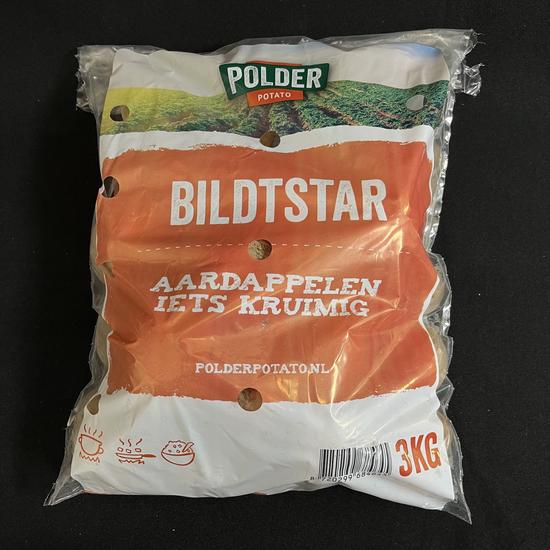 POLDER
POTATO
BILDTSTAR
AARDAPPELEN
IETS KRUIMIG
POLDERPOTATO.NL
3KG